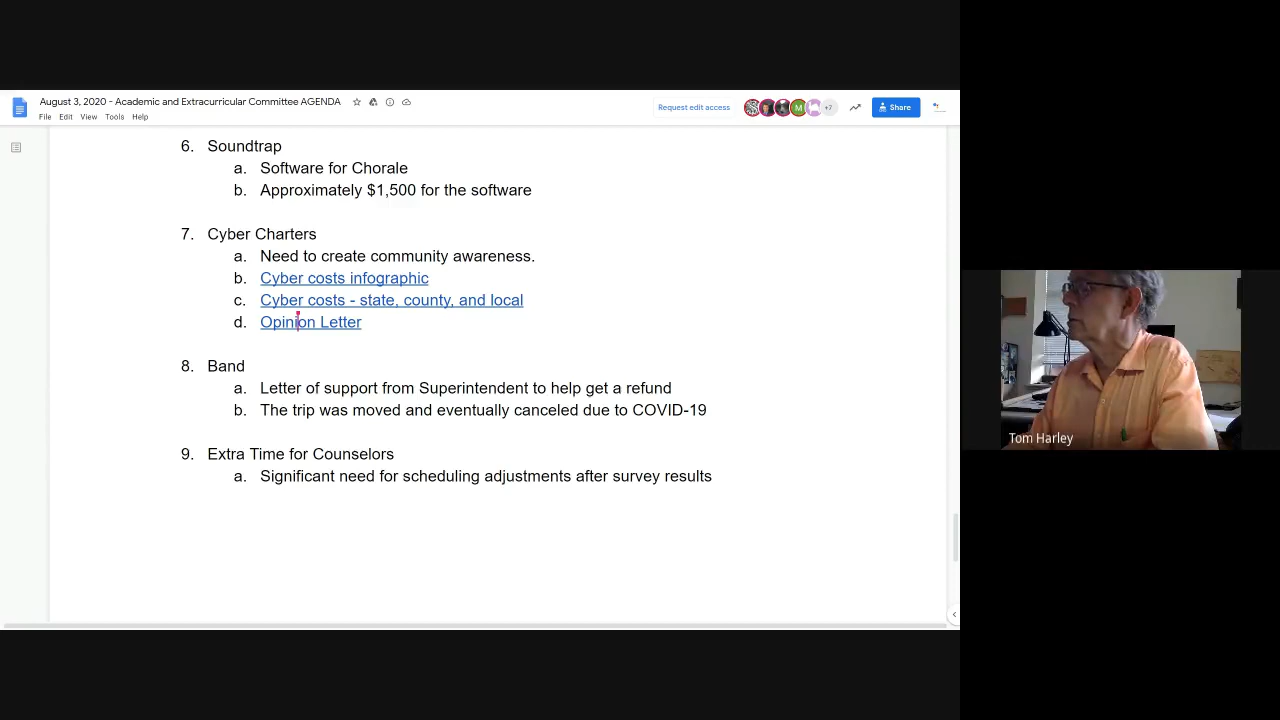 August 3, 2020 - Academic and Extracurricular Committee AGENDA
File Edit View Tools Help
Request edit access
M
+7
Share
6. Soundtrap
a. Software for Chorale
b. Approximately $1,500 for the software
7. Cyber Charters
a. Need to create community awareness.
b. Cyber costs infographic
c. Cyber costs - state, county, and local
d. Opinion Letter
8. Band
a. Letter of support from Superintendent to help get a refund
b. The trip was moved and eventually canceled due to COVID-19
9. Extra Time for Counselors
a. Significant need for scheduling adjustments after survey results
Tom Harley